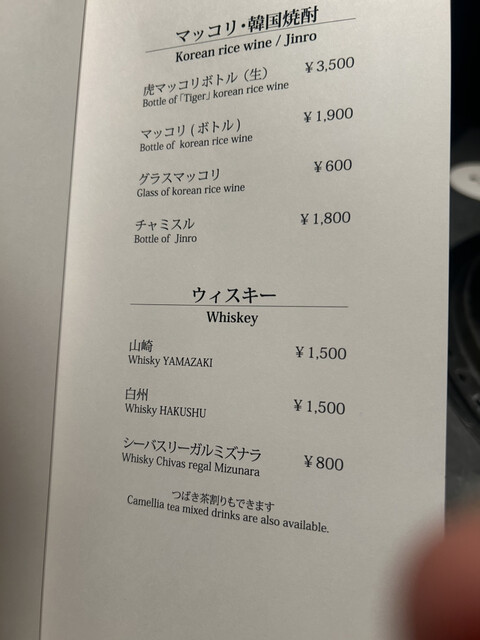 マッコリ・韓国焼酎
Korean rice wine / Jinro
虎マッコリボトル（生） ¥3,500
Bottle of「Tiger」korean rice wine
マッコリ ( ボトル ) ¥1,900
Bottle of korean rice wine
グラスマッコリ ¥600
Glass of korean rice wine
チャミスル ¥1,800
Bottle of Jinro
ウィスキー
Whiskey
山崎 ¥1,500
Whisky YAMAZAKI
白州 ¥1,500
Whisky HAKUSHU
シーバスリーガルミズナラ ¥800
Whisky Chivas regal Mizunara
つばき茶割りもできます
Camellia tea mixed drinks are also available.